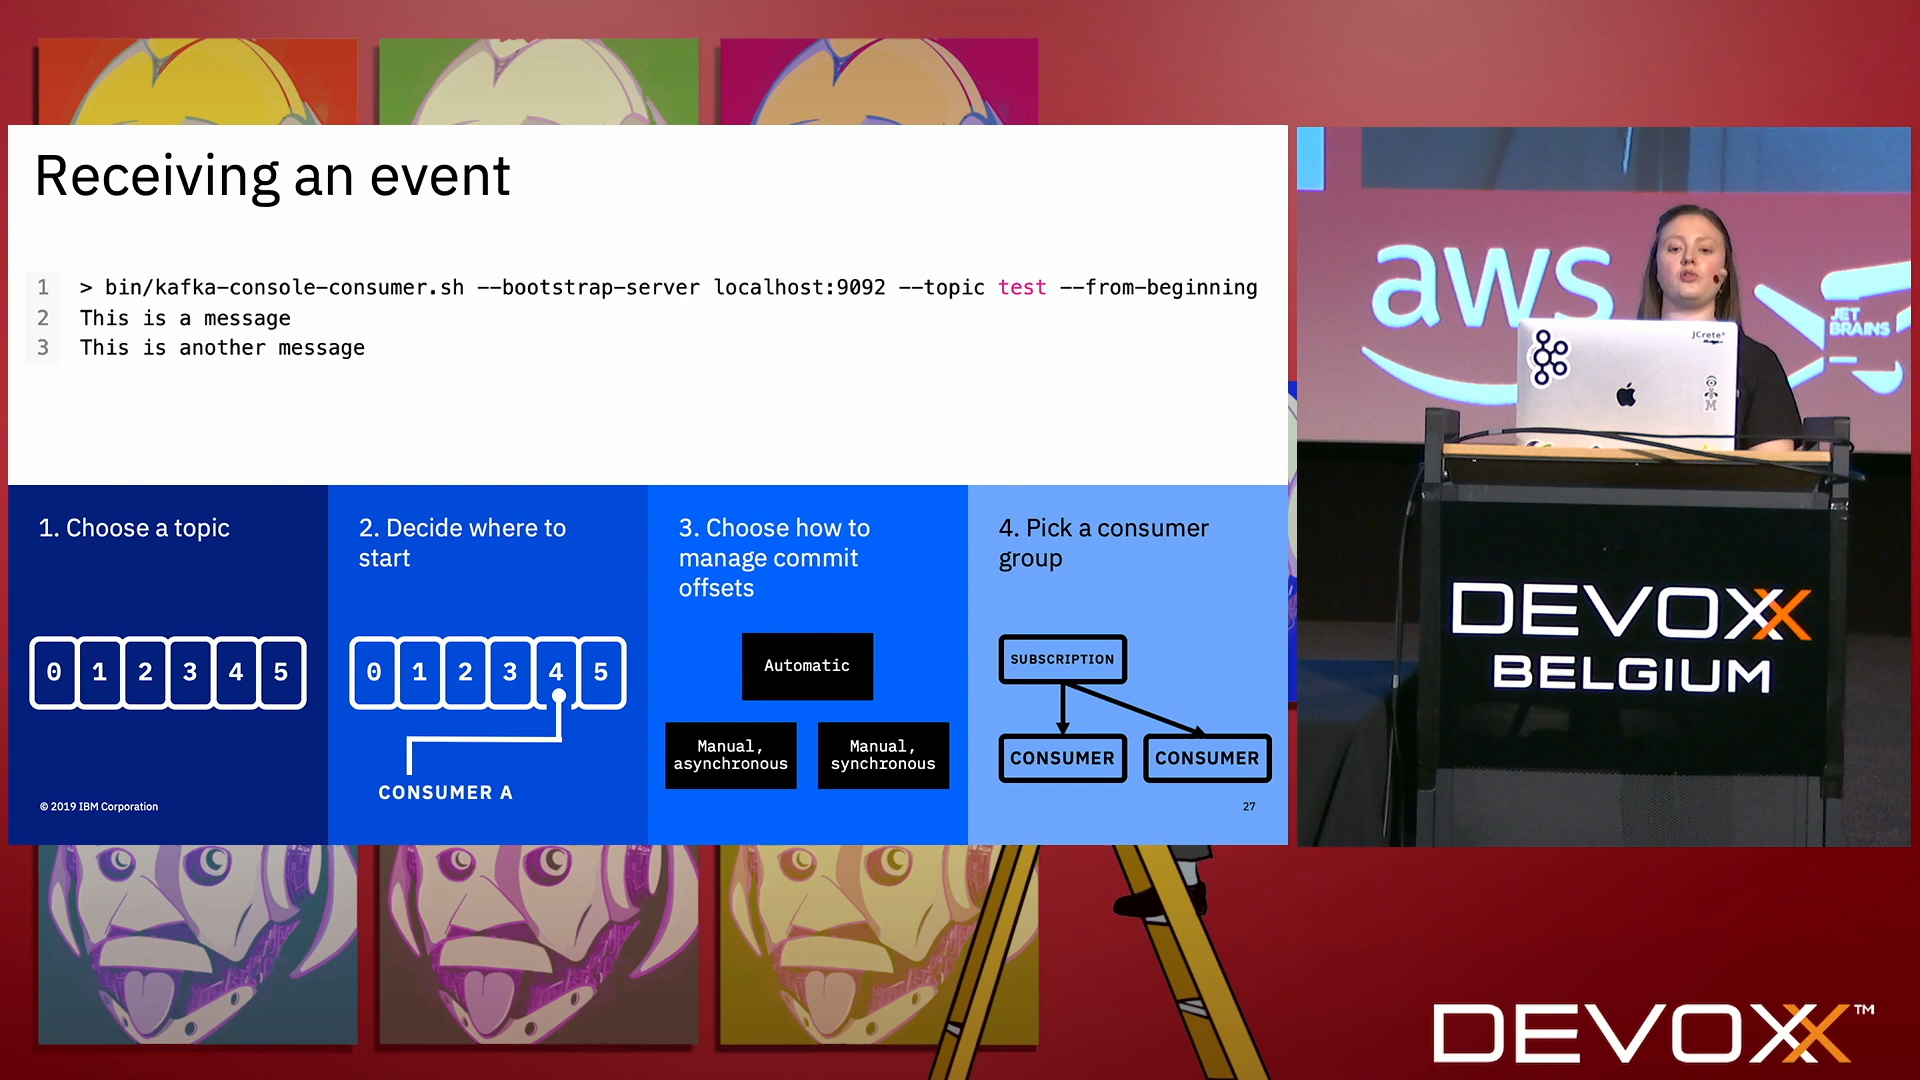 Receiving an event
1 > bin/kafka-console-consumer.sh --bootstrap-server localhost:9092 --topic test --from-beginning
2 This is a message
3 This is another message
1. Choose a topic
0 1 2 3 4 5
2. Decide where to
start
0 1 2 3 4 5
CONSUMER A
3. Choose how to
manage commit
offsets
Automatic
Manual,
asynchronous
Manual,
synchronous
4. Pick a consumer
group
SUBSCRIPTION
CONSUMER CONSUMER
© 2019 IBM Corporation
27
aws
JET
BRAINS
JCrete
M
DEVOXX
BELGIUM
DEVOXX™